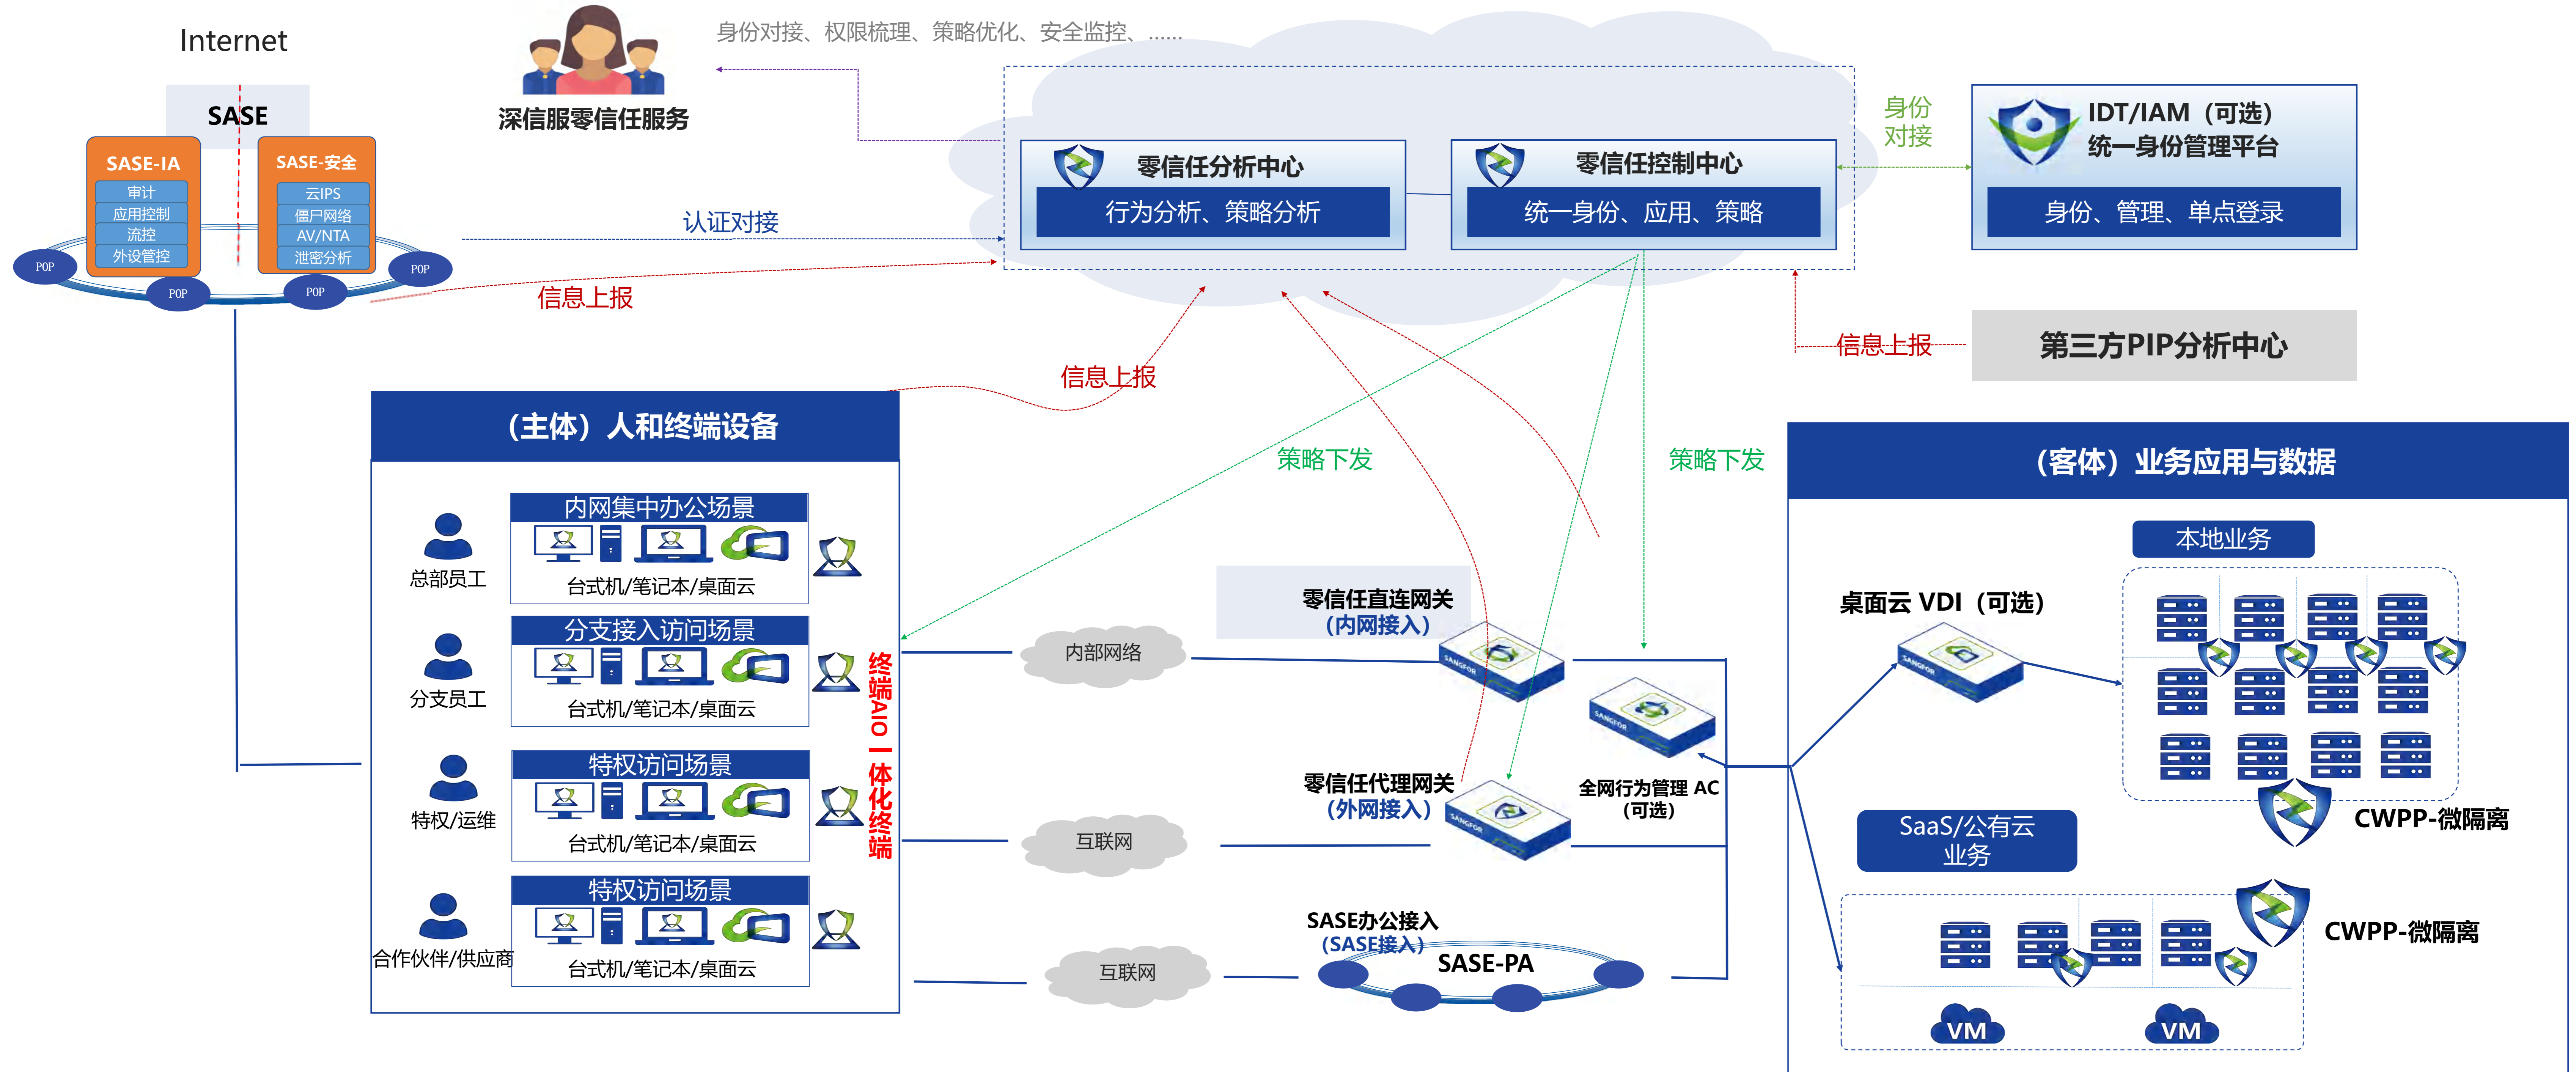 Internet
SASE
SASE-IA
审计
应用控制
流控
外设管控
SASE-安全
云IPS
僵尸网络
AV/NTA
泄密分析
POP
POP
POP
POP
深信服零信任服务
身份对接、权限梳理、策略优化、安全监控、......
认证对接
信息上报
零信任分析中心
行为分析、策略分析
零信任控制中心
统一身份、应用、策略
身份
对接
IDT/IAM（可选）
统一身份管理平台
身份、管理、单点登录
信息上报
第三方PIP分析中心
信息上报
策略下发
策略下发
（主体）人和终端设备
总部员工
内网集中办公场景
台式机/笔记本/桌面云
分支员工
分支接入访问场景
台式机/笔记本/桌面云
特权/运维
特权访问场景
台式机/笔记本/桌面云
合作伙伴/供应商
特权访问场景
台式机/笔记本/桌面云
终端AIO一体化终端
内部网络
互联网
互联网
零信任直连网关
（内网接入）
SANGFOR
零信任代理网关
（外网接入）
SANGFOR
SANGFOR
全网行为管理 AC
（可选）
SASE办公接入
（SASE接入）
SASE-PA
（客体）业务应用与数据
本地业务
桌面云 VDI（可选）
SANGFOR
CWPP-微隔离
SaaS/公有云
业务
CWPP-微隔离
VM
VM